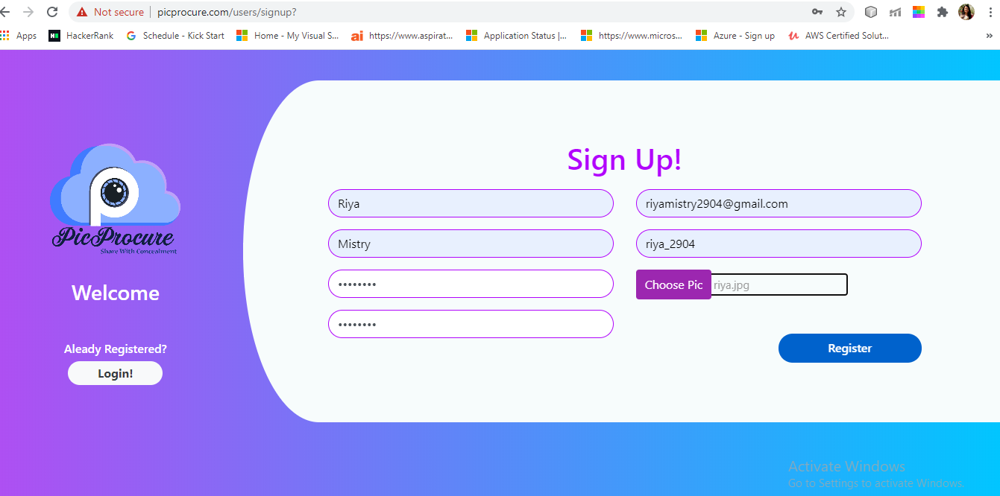 Not secure picprocure.com/users/signup?
Apps HackerRank Schedule - Kick Start Home - My Visual S... https://www.aspirat... Application Status |... https://www.micros... Azure - Sign up AWS Certified Solut... »
Sign Up!
Riya riyamistry2904@gmail.com
Mistry riya_2904
•••••••• Choose Pic riya.jpg
••••••••
Register
PicProcure
Share With Concealment
Welcome
Aleady Registered?
Login!
Activate Windows
Go to Settings to activate Windows.